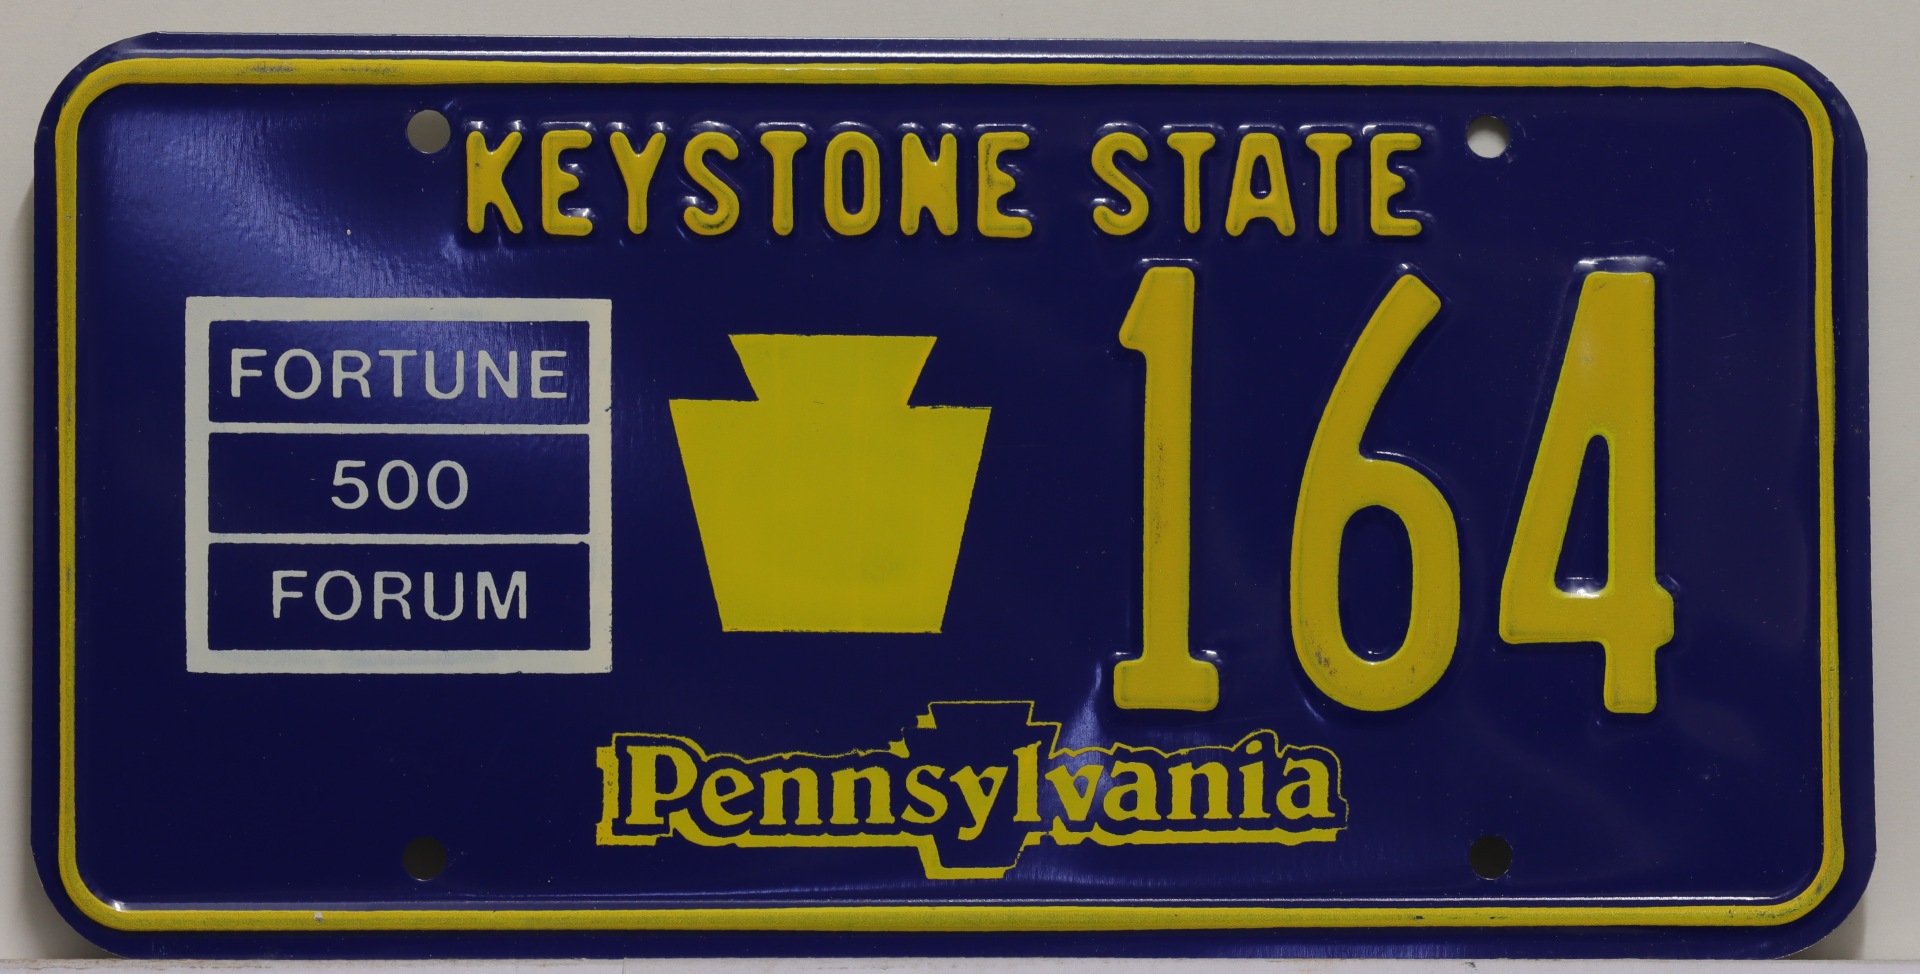 KEYSTONE STATE
FORTUNE
500
FORUM
164
Pennsylvania